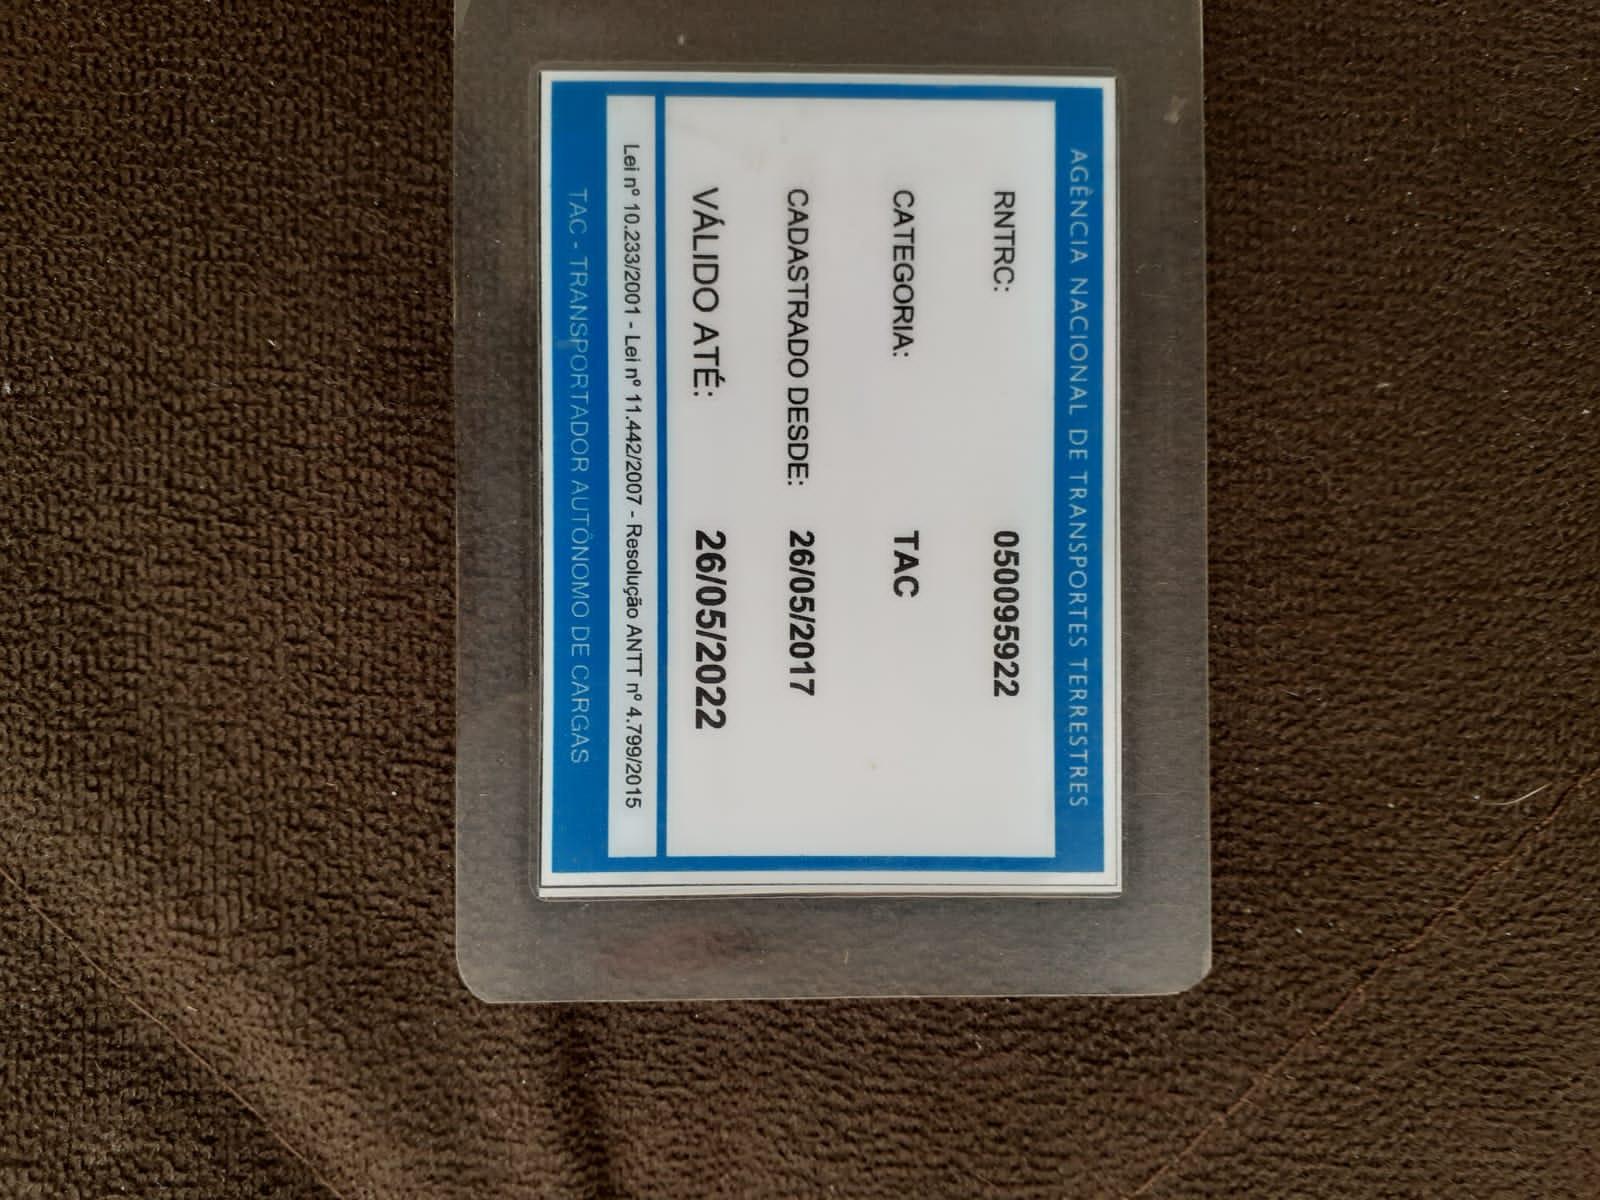 AGÊNCIA NACIONAL DE TRANSPORTES TERRESTRES
RNTRC: 050095922
CATEGORIA: TAC
CADASTRADO DESDE: 26/05/2017
VÁLIDO ATÉ: 26/05/2022
Lei nº 10.233/2001 - Lei nº 11.442/2007 - Resolução ANTT nº 4.799/2015
TAC - TRANSPORTADOR AUTÔNOMO DE CARGAS